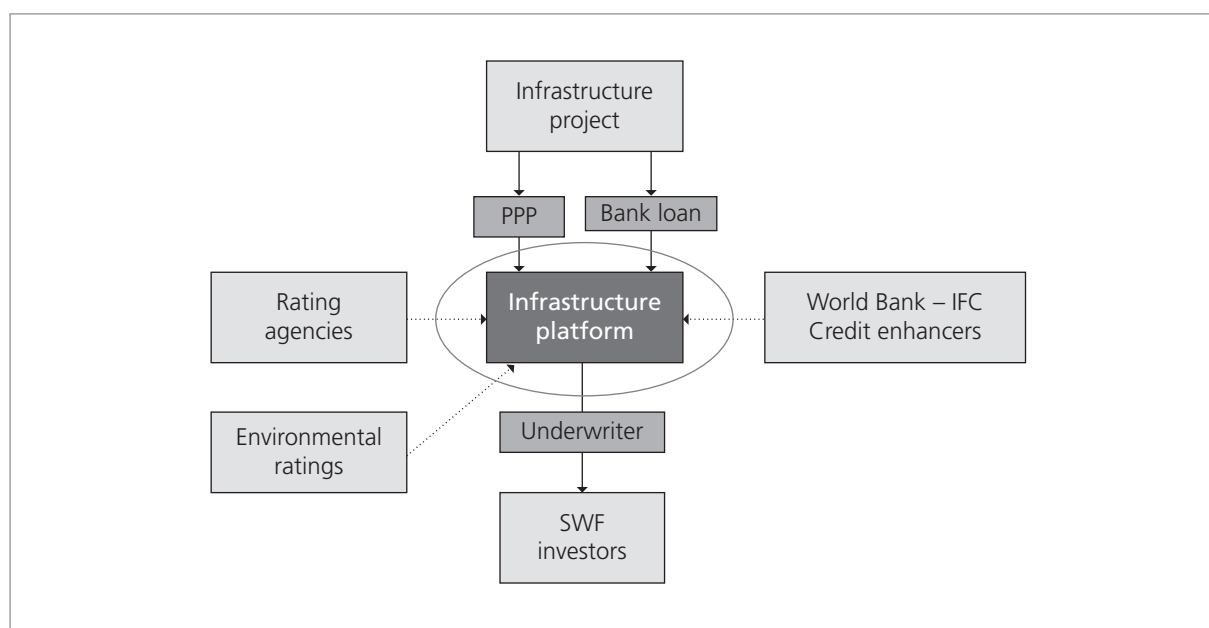 Infrastructure
project
PPP
Bank loan
Rating
agencies
Infrastructure
platform
World Bank – IFC
Credit enhancers
Environmental
ratings
Underwriter
SWF
investors